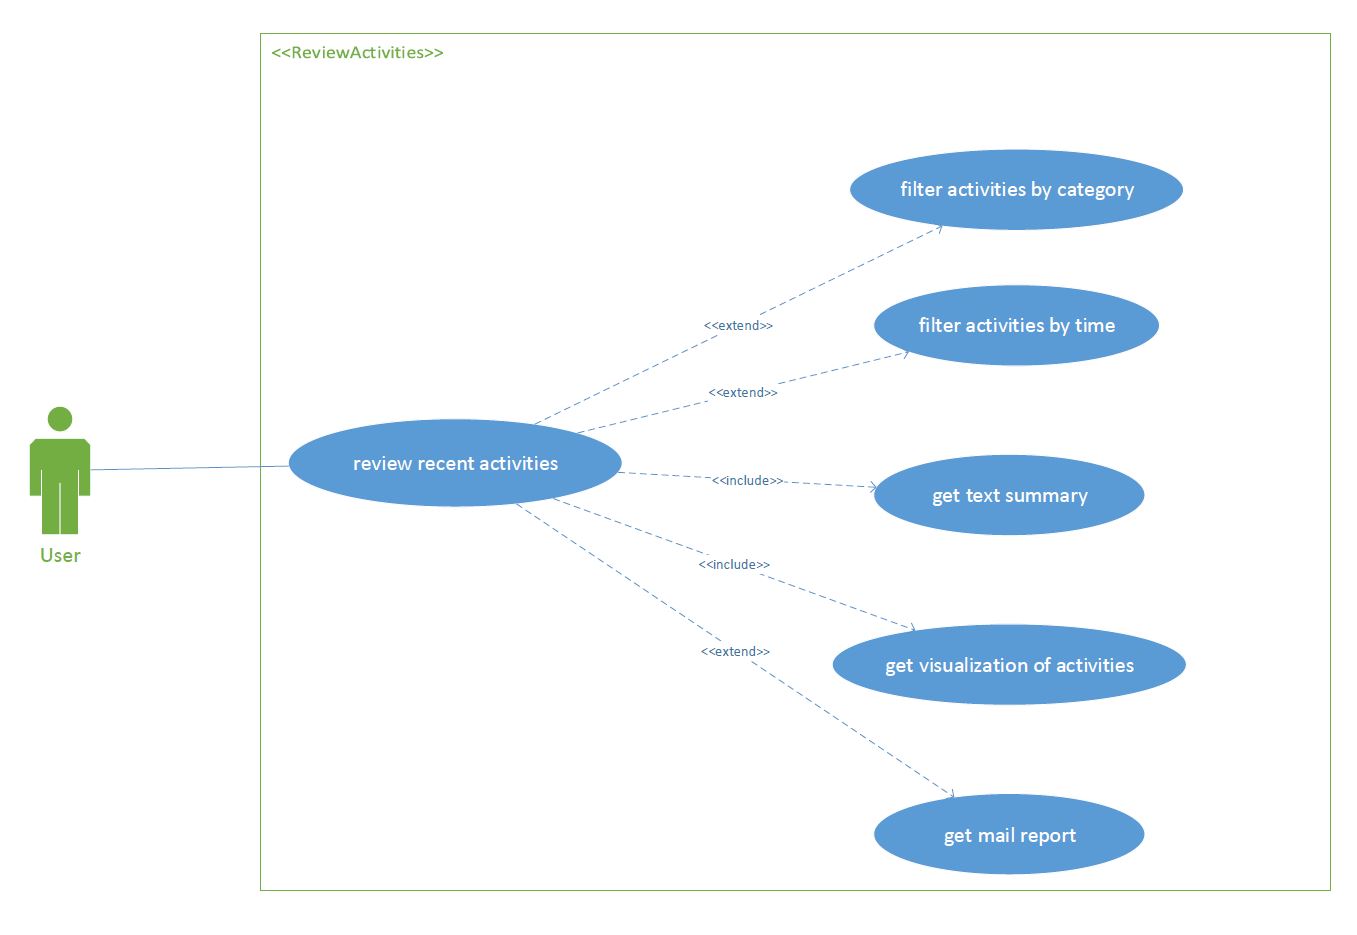 <<ReviewActivities>>
filter activities by category
<<extend>>
filter activities by time
<<extend>>
review recent activities
<<include>>
get text summary
User
<<include>>
get visualization of activities
<<extend>>
get mail report